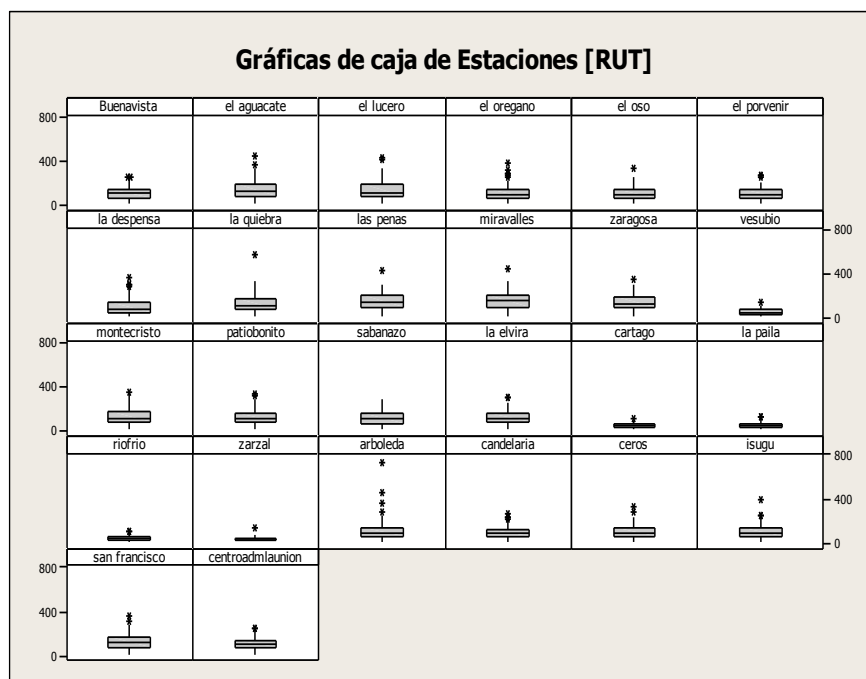 Gráficas de caja de Estaciones [RUT]
Buenavista el aguacate el lucero el oregano el oso el porvenir
800
400
0
la despensa la quiebra las penas miravalles zaragosa vesubio
800
400
0
montecristo patiobonito sabanazo la elvira cartago la paila
800
400
0
riofrio zarzal arboleda candelaria ceros isugu
800
400
0
san francisco centroadmlaunion
800
400
0